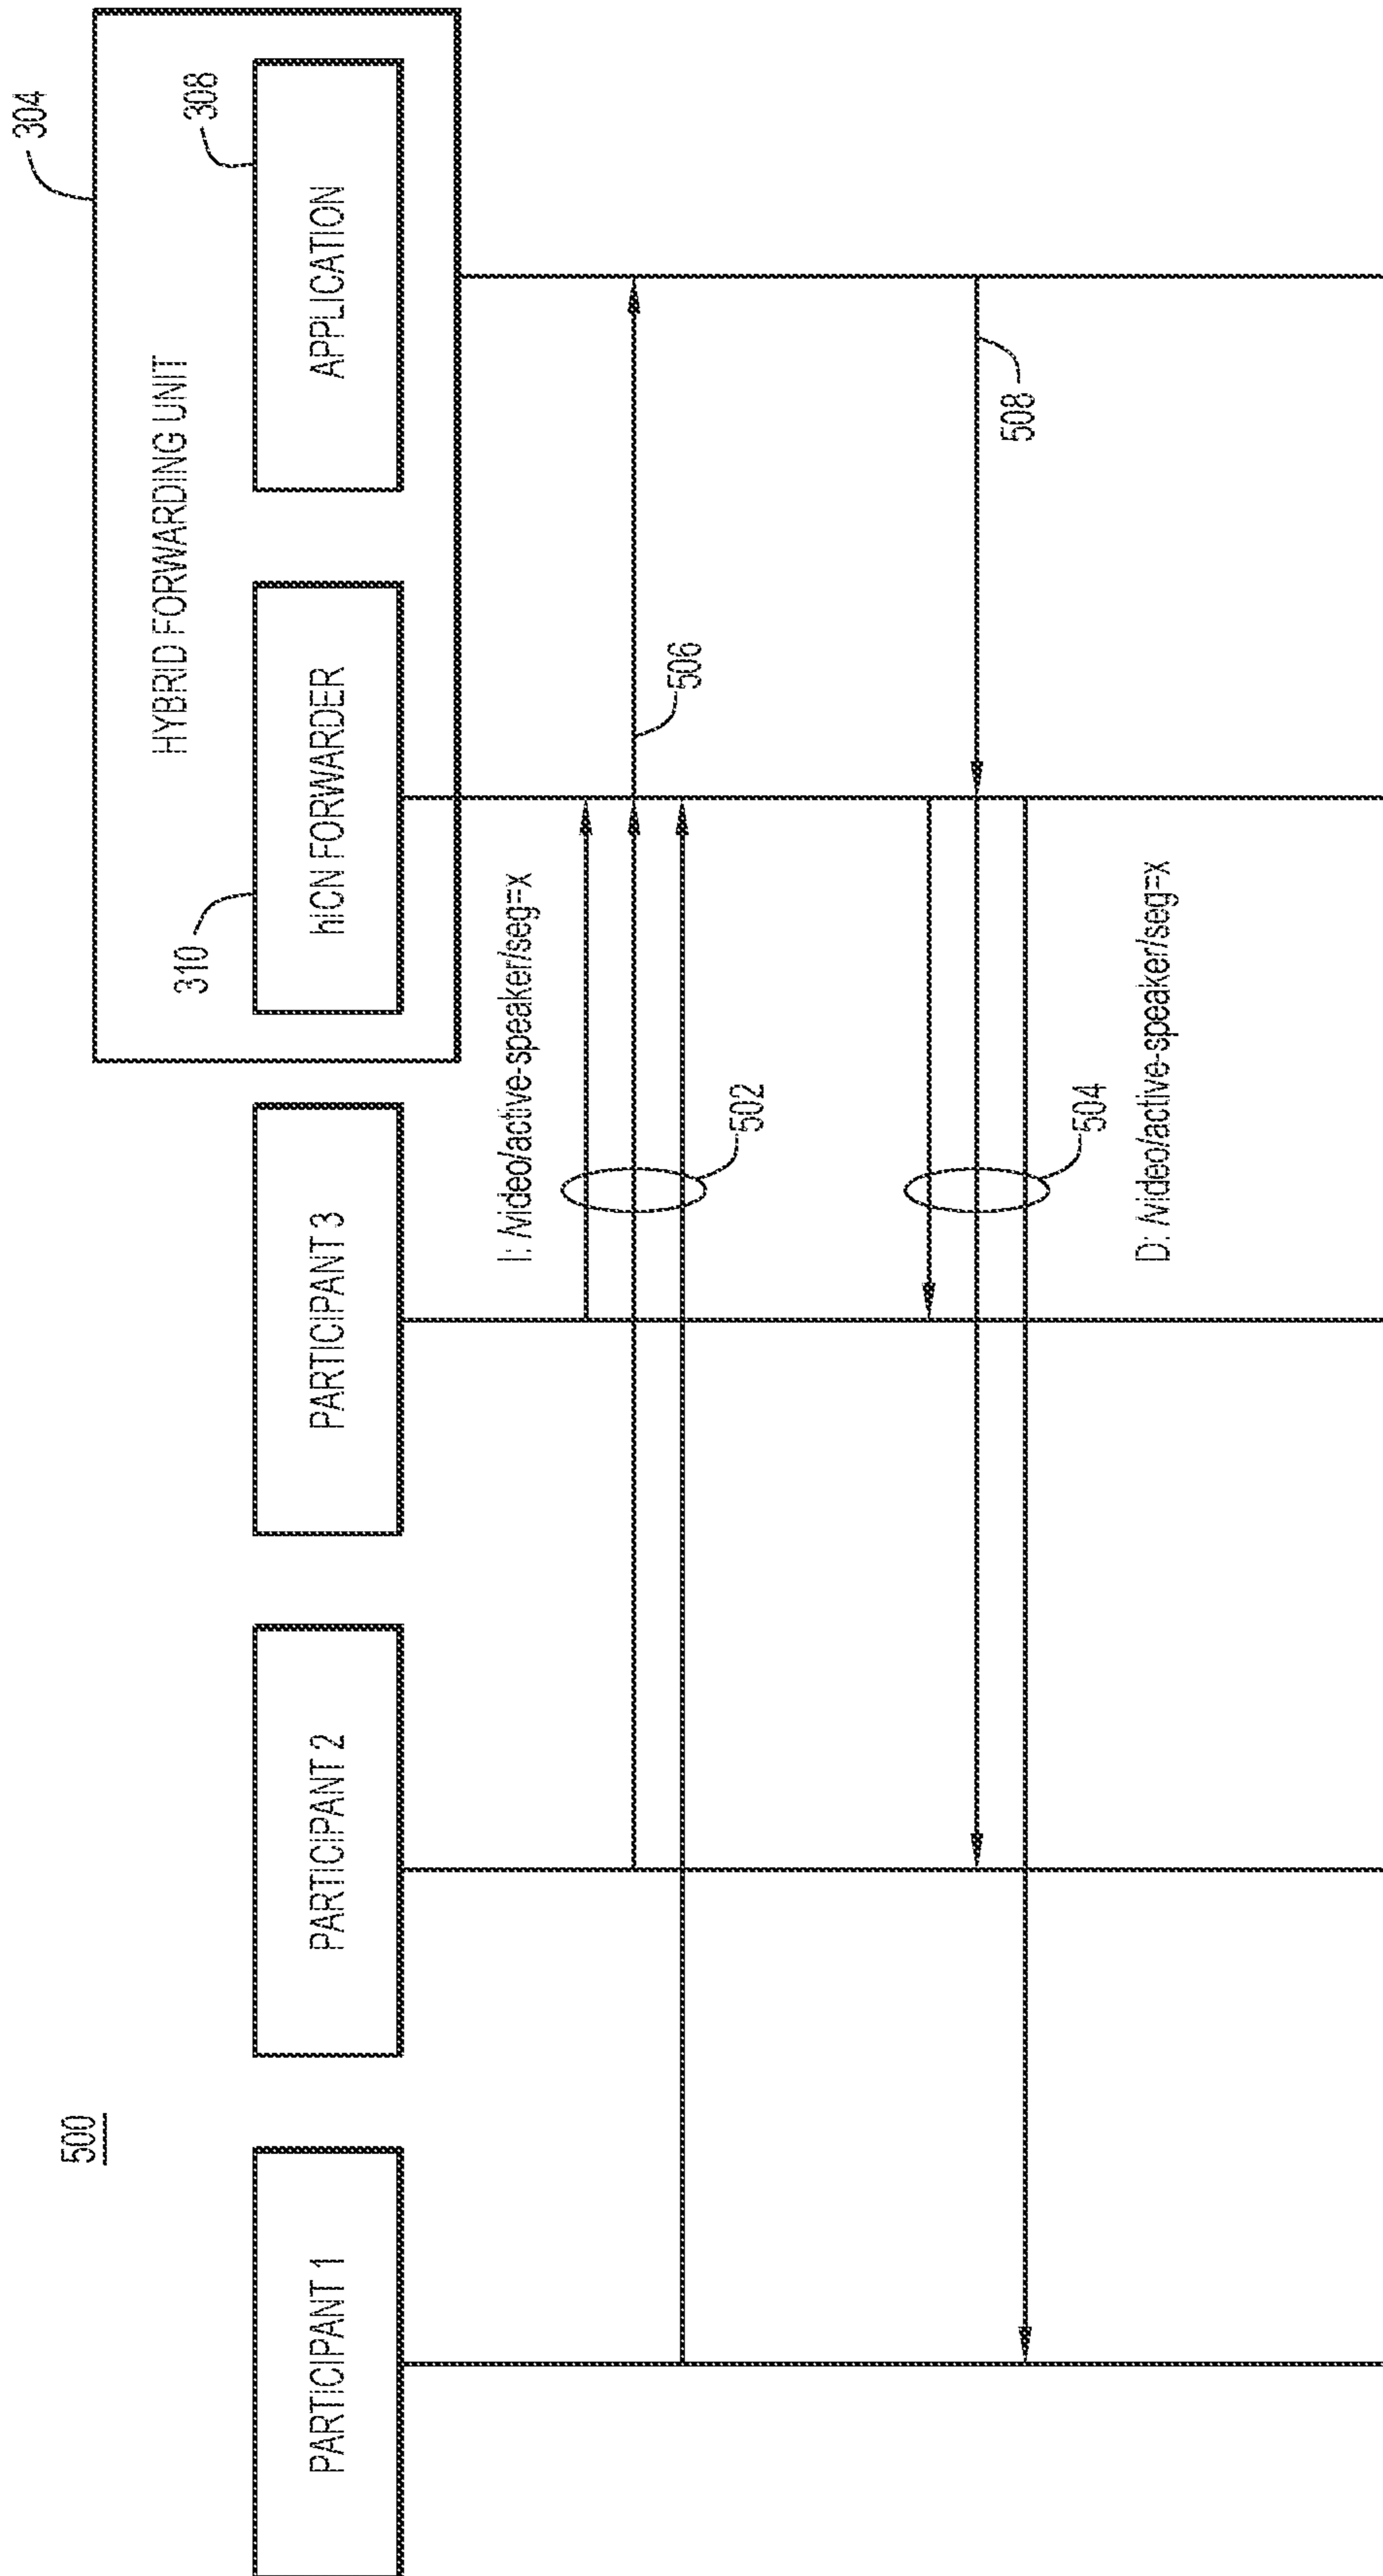 500
304
HYBRID FORWARDING UNIT
310
308
PARTICIPANT 1
PARTICIPANT 2
PARTICIPANT 3
hICN FORWARDER
APPLICATION
I: /video/active-speaker/seg=x
506
502
508
504
D: /video/active-speaker/seg=x